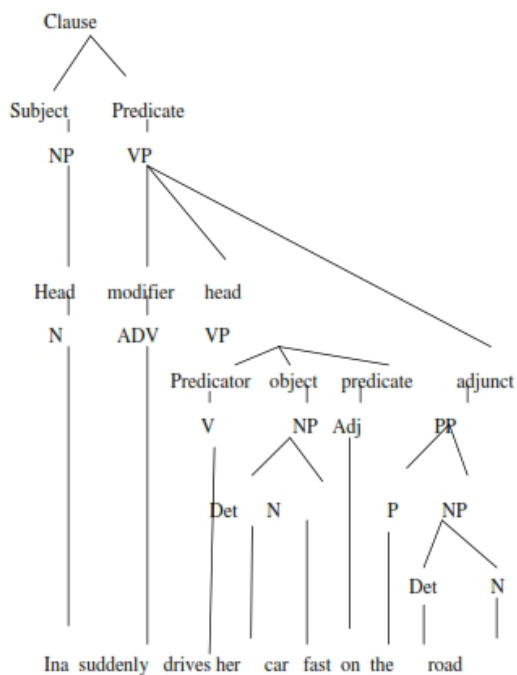 Clause
Subject Predicate
NP VP
Head modifier head
N ADV VP
Predicator object predicate adjunct
V NP Adj PP
Det N P NP
Det N
Ina suddenly drives her car fast on the road